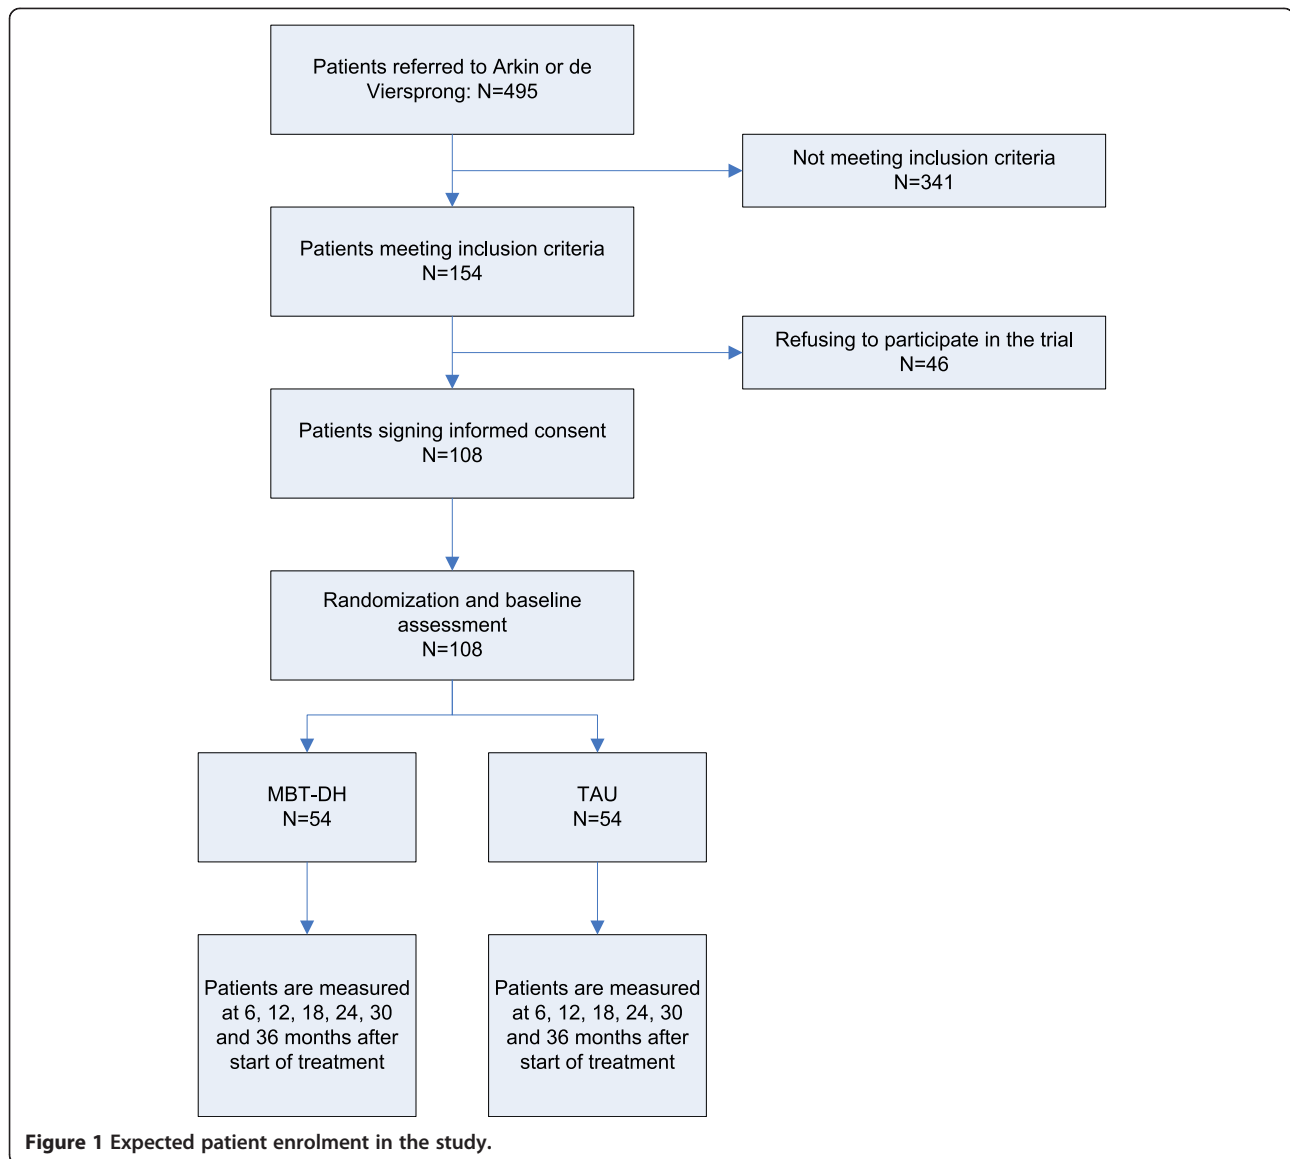 Patients referred to Arkin or de
Viersprong: N=495
Not meeting inclusion criteria
N=341
Patients meeting inclusion criteria
N=154
Refusing to participate in the trial
N=46
Patients signing informed consent
N=108
Randomization and baseline
assessment
N=108
MBT-DH
N=54
TAU
N=54
Patients are measured
at 6, 12, 18, 24, 30
and 36 months after
start of treatment
Patients are measured
at 6, 12, 18, 24, 30
and 36 months after
start of treatment
Figure 1 Expected patient enrolment in the study.